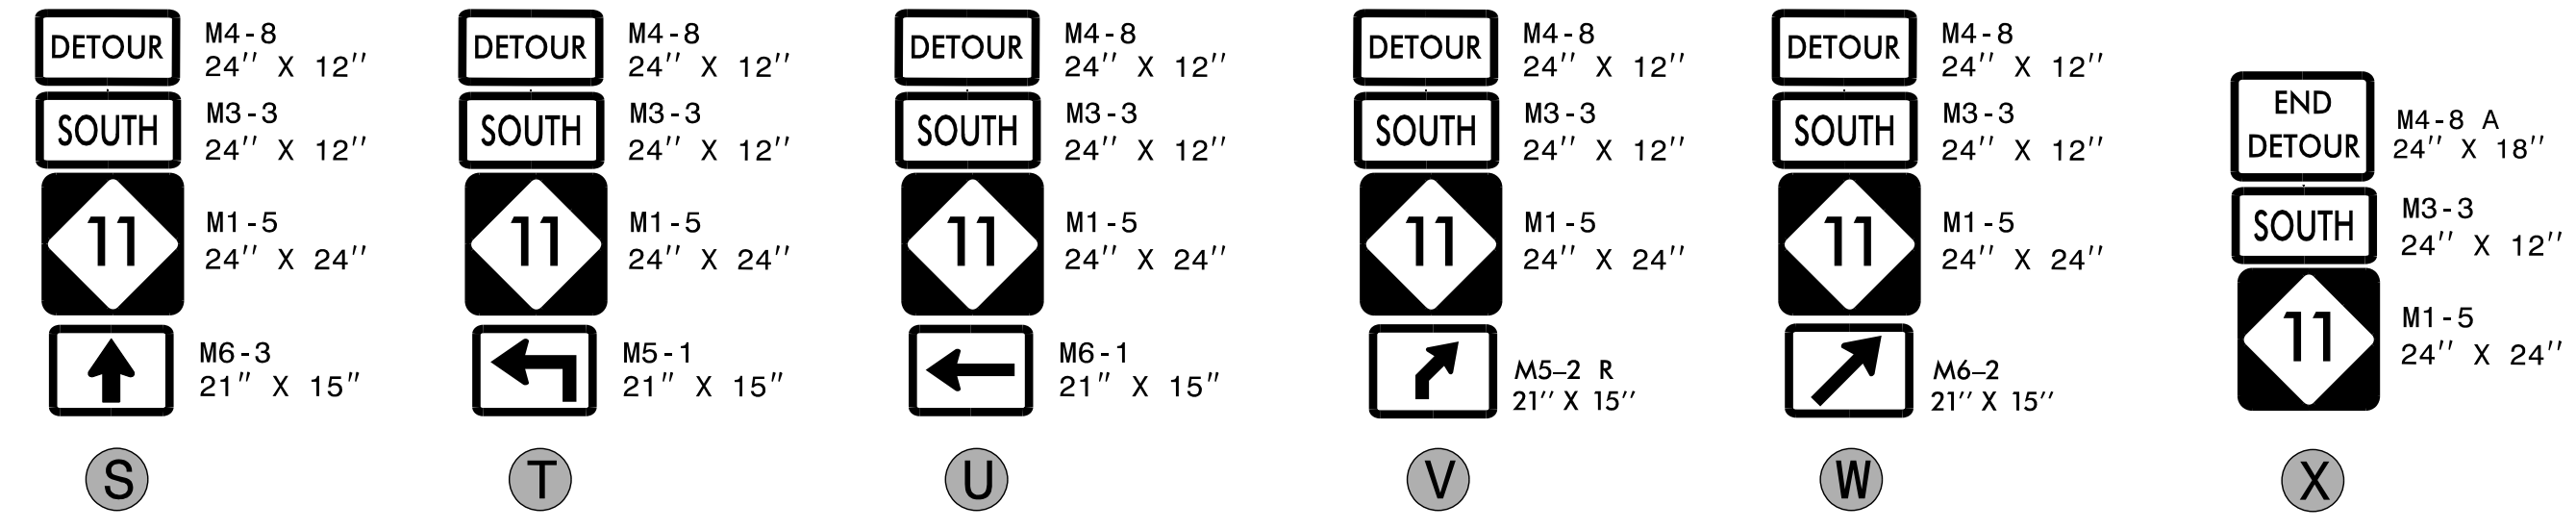 DETOUR
M4-8
24'' X 12''
SOUTH
M3-3
24'' X 12''
11
M1-5
24'' X 24''
M6-3
21" X 15"
S
DETOUR
M4-8
24'' X 12''
SOUTH
M3-3
24'' X 12''
11
M1-5
24'' X 24''
M5-1
21" X 15"
T
DETOUR
M4-8
24'' X 12''
SOUTH
M3-3
24'' X 12''
11
M1-5
24'' X 24''
M6-1
21" X 15"
U
DETOUR
M4-8
24'' X 12''
SOUTH
M3-3
24'' X 12''
11
M1-5
24'' X 24''
M5–2 R
21'' X 15''
V
DETOUR
M4-8
24'' X 12''
SOUTH
M3-3
24'' X 12''
11
M1-5
24'' X 24''
M6–2
21'' X 15''
W
END
DETOUR
M4-8 A
24'' X 18''
SOUTH
M3-3
24'' X 12''
11
M1-5
24'' X 24''
X